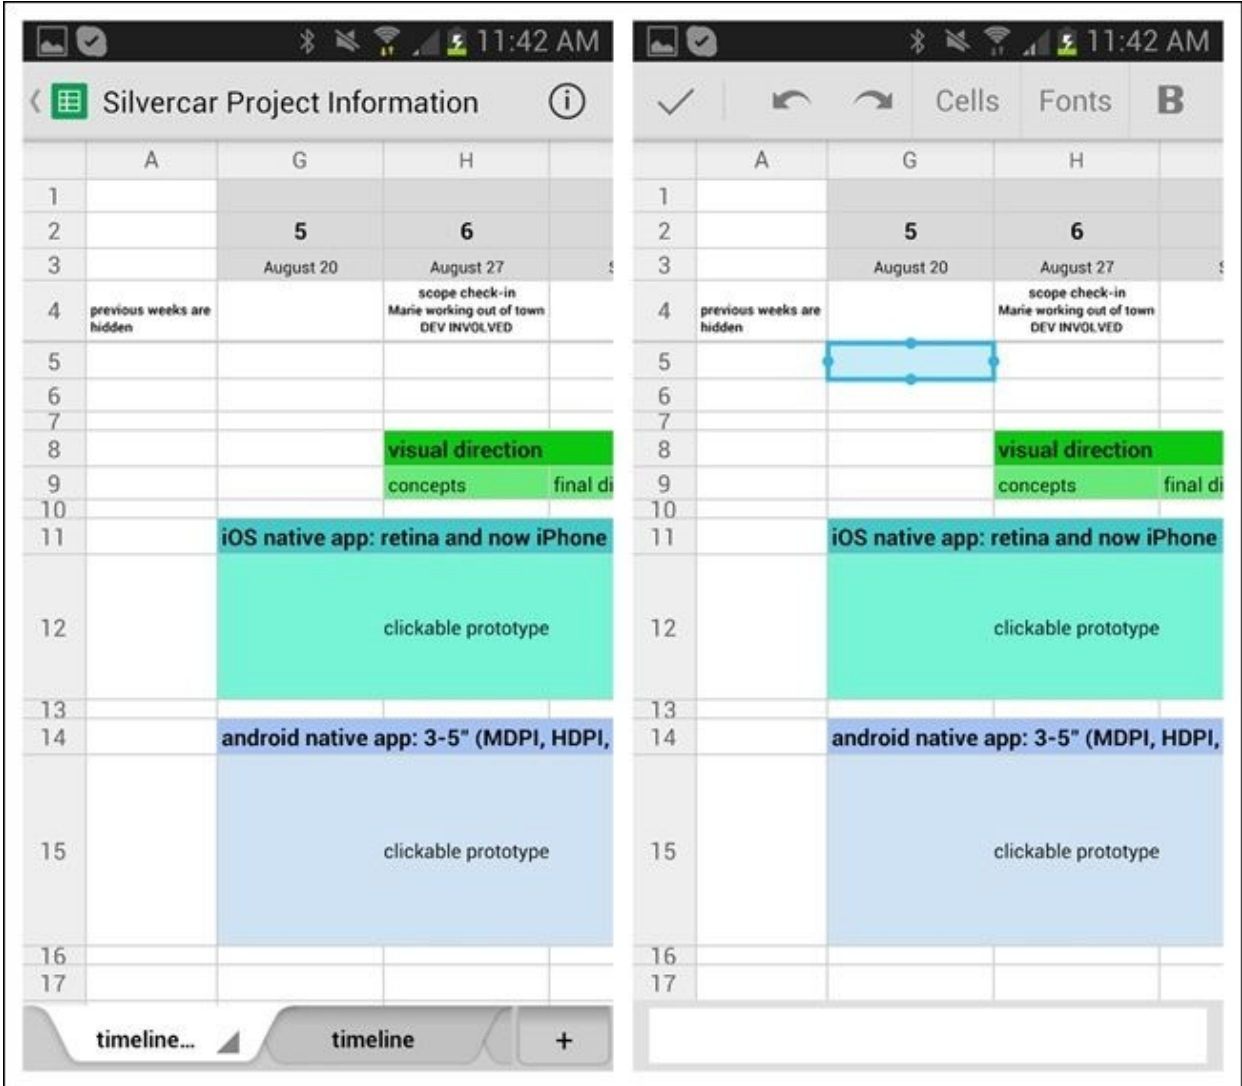 11:42 AM
Silvercar Project Information
A G H
1
2 5 6
3 August 20 August 27
scope check-in
4 previous weeks are Marie working out of town
hidden DEV INVOLVED
5
6
7
8 visual direction
9 concepts final di
10
11 iOS native app: retina and now iPhone
12 clickable prototype
13
14 android native app: 3-5" (MDPI, HDPI,
15 clickable prototype
16
17
timeline... timeline +
11:42 AM
Cells Fonts B
A G H
1
2 5 6
3 August 20 August 27
scope check-in
4 previous weeks are Marie working out of town
hidden DEV INVOLVED
5
6
7
8 visual direction
9 concepts final di
10
11 iOS native app: retina and now iPhone
12 clickable prototype
13
14 android native app: 3-5" (MDPI, HDPI,
15 clickable prototype
16
17